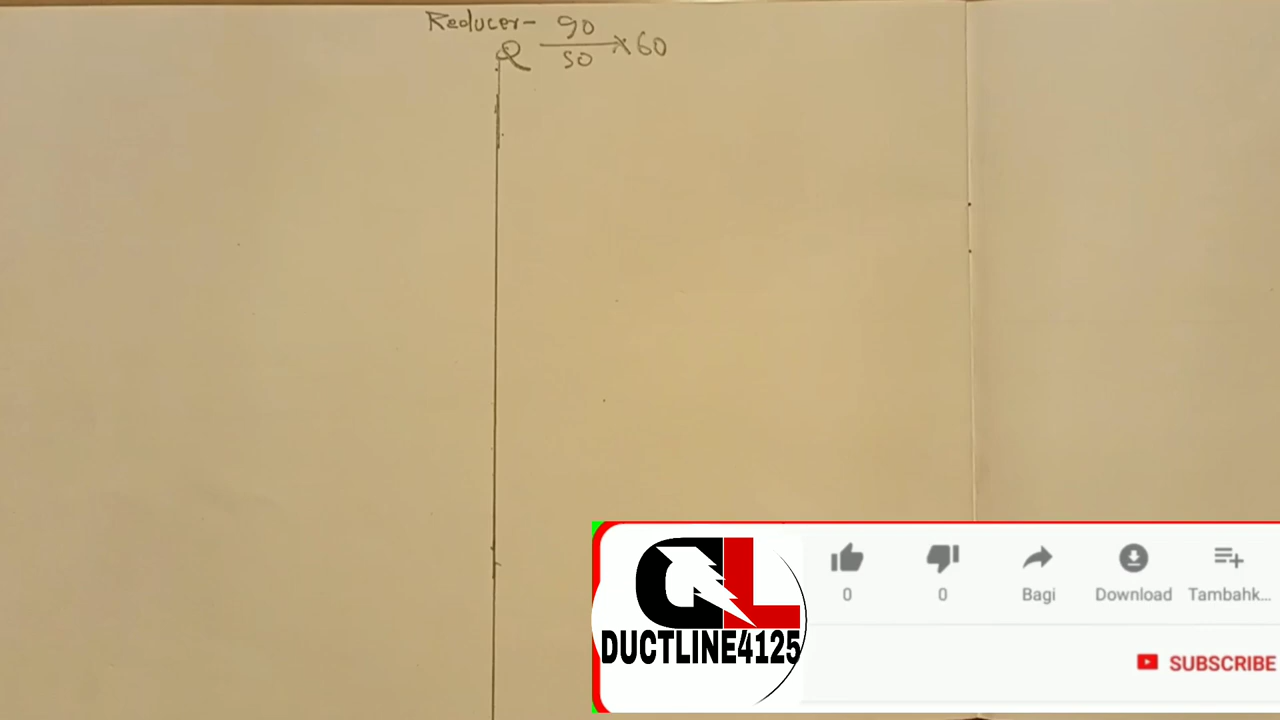 Reducer- 90
50 ×60
DUCTLINE4125
0
0
Bagi
Download
Tambahk...
SUBSCRIBE